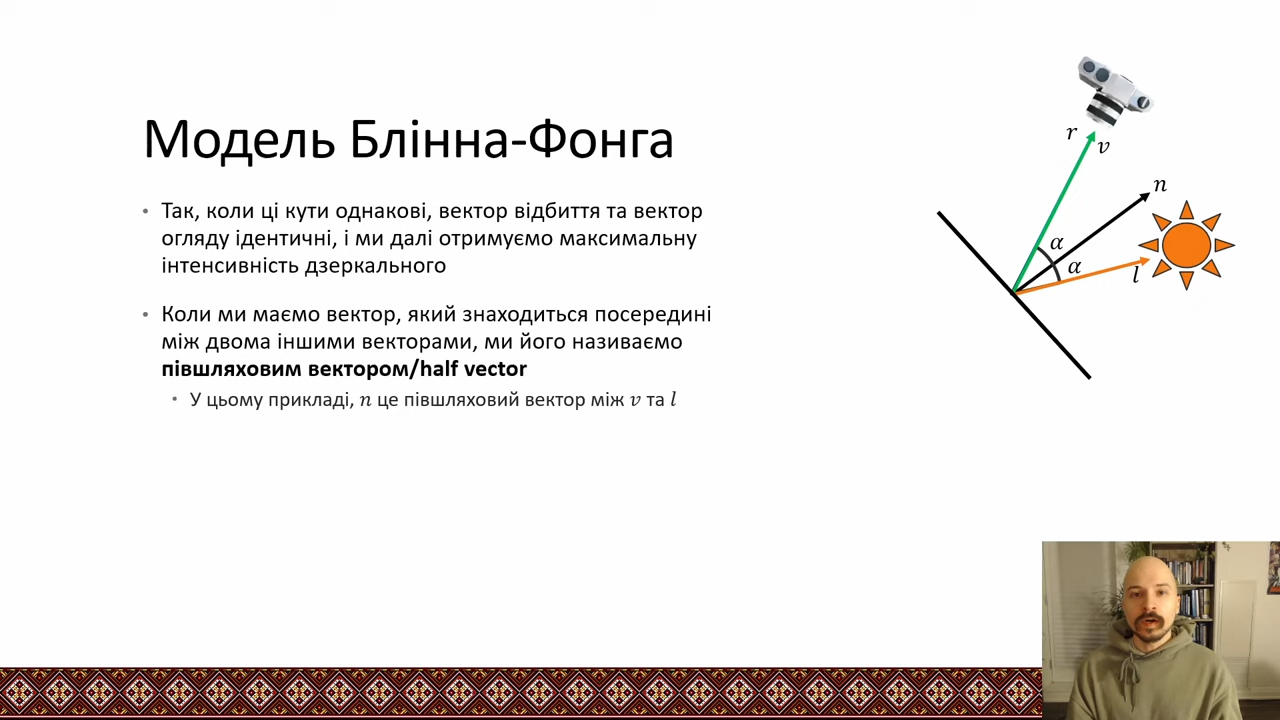 Модель Блінна-Фонга
• Так, коли ці кути однакові, вектор відбиття та вектор
огляду ідентичні, і ми далі отримуємо максимальну
інтенсивність дзеркального
• Коли ми маємо вектор, який знаходиться посередині
між двома іншими векторами, ми його називаємо
півшляховим вектором/half vector
• У цьому прикладі, n це півшляховий вектор між v та l
r
v
n
α
α
l